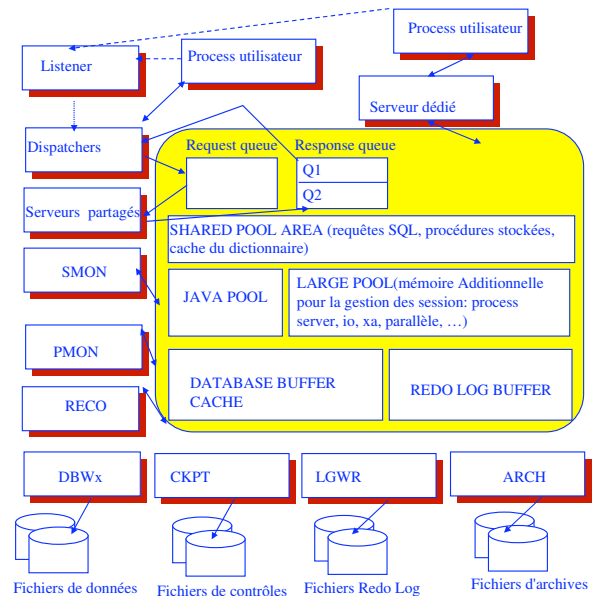 Process utilisateur
Listener
Process utilisateur
Serveur dédié
Dispatchers
Request queue
Response queue
Q1
Q2
Serveurs partagés
SHARED POOL AREA (requêtes SQL, procédures stockées,
cache du dictionnaire)
SMON
JAVA POOL
LARGE POOL(mémoire Additionnelle
pour la gestion des session: process
server, io, xa, parallèle, …)
PMON
DATABASE BUFFER
CACHE
REDO LOG BUFFER
RECO
DBWx
CKPT
LGWR
ARCH
Fichiers de données
Fichiers de contrôles
Fichiers Redo Log
Fichiers d'archives